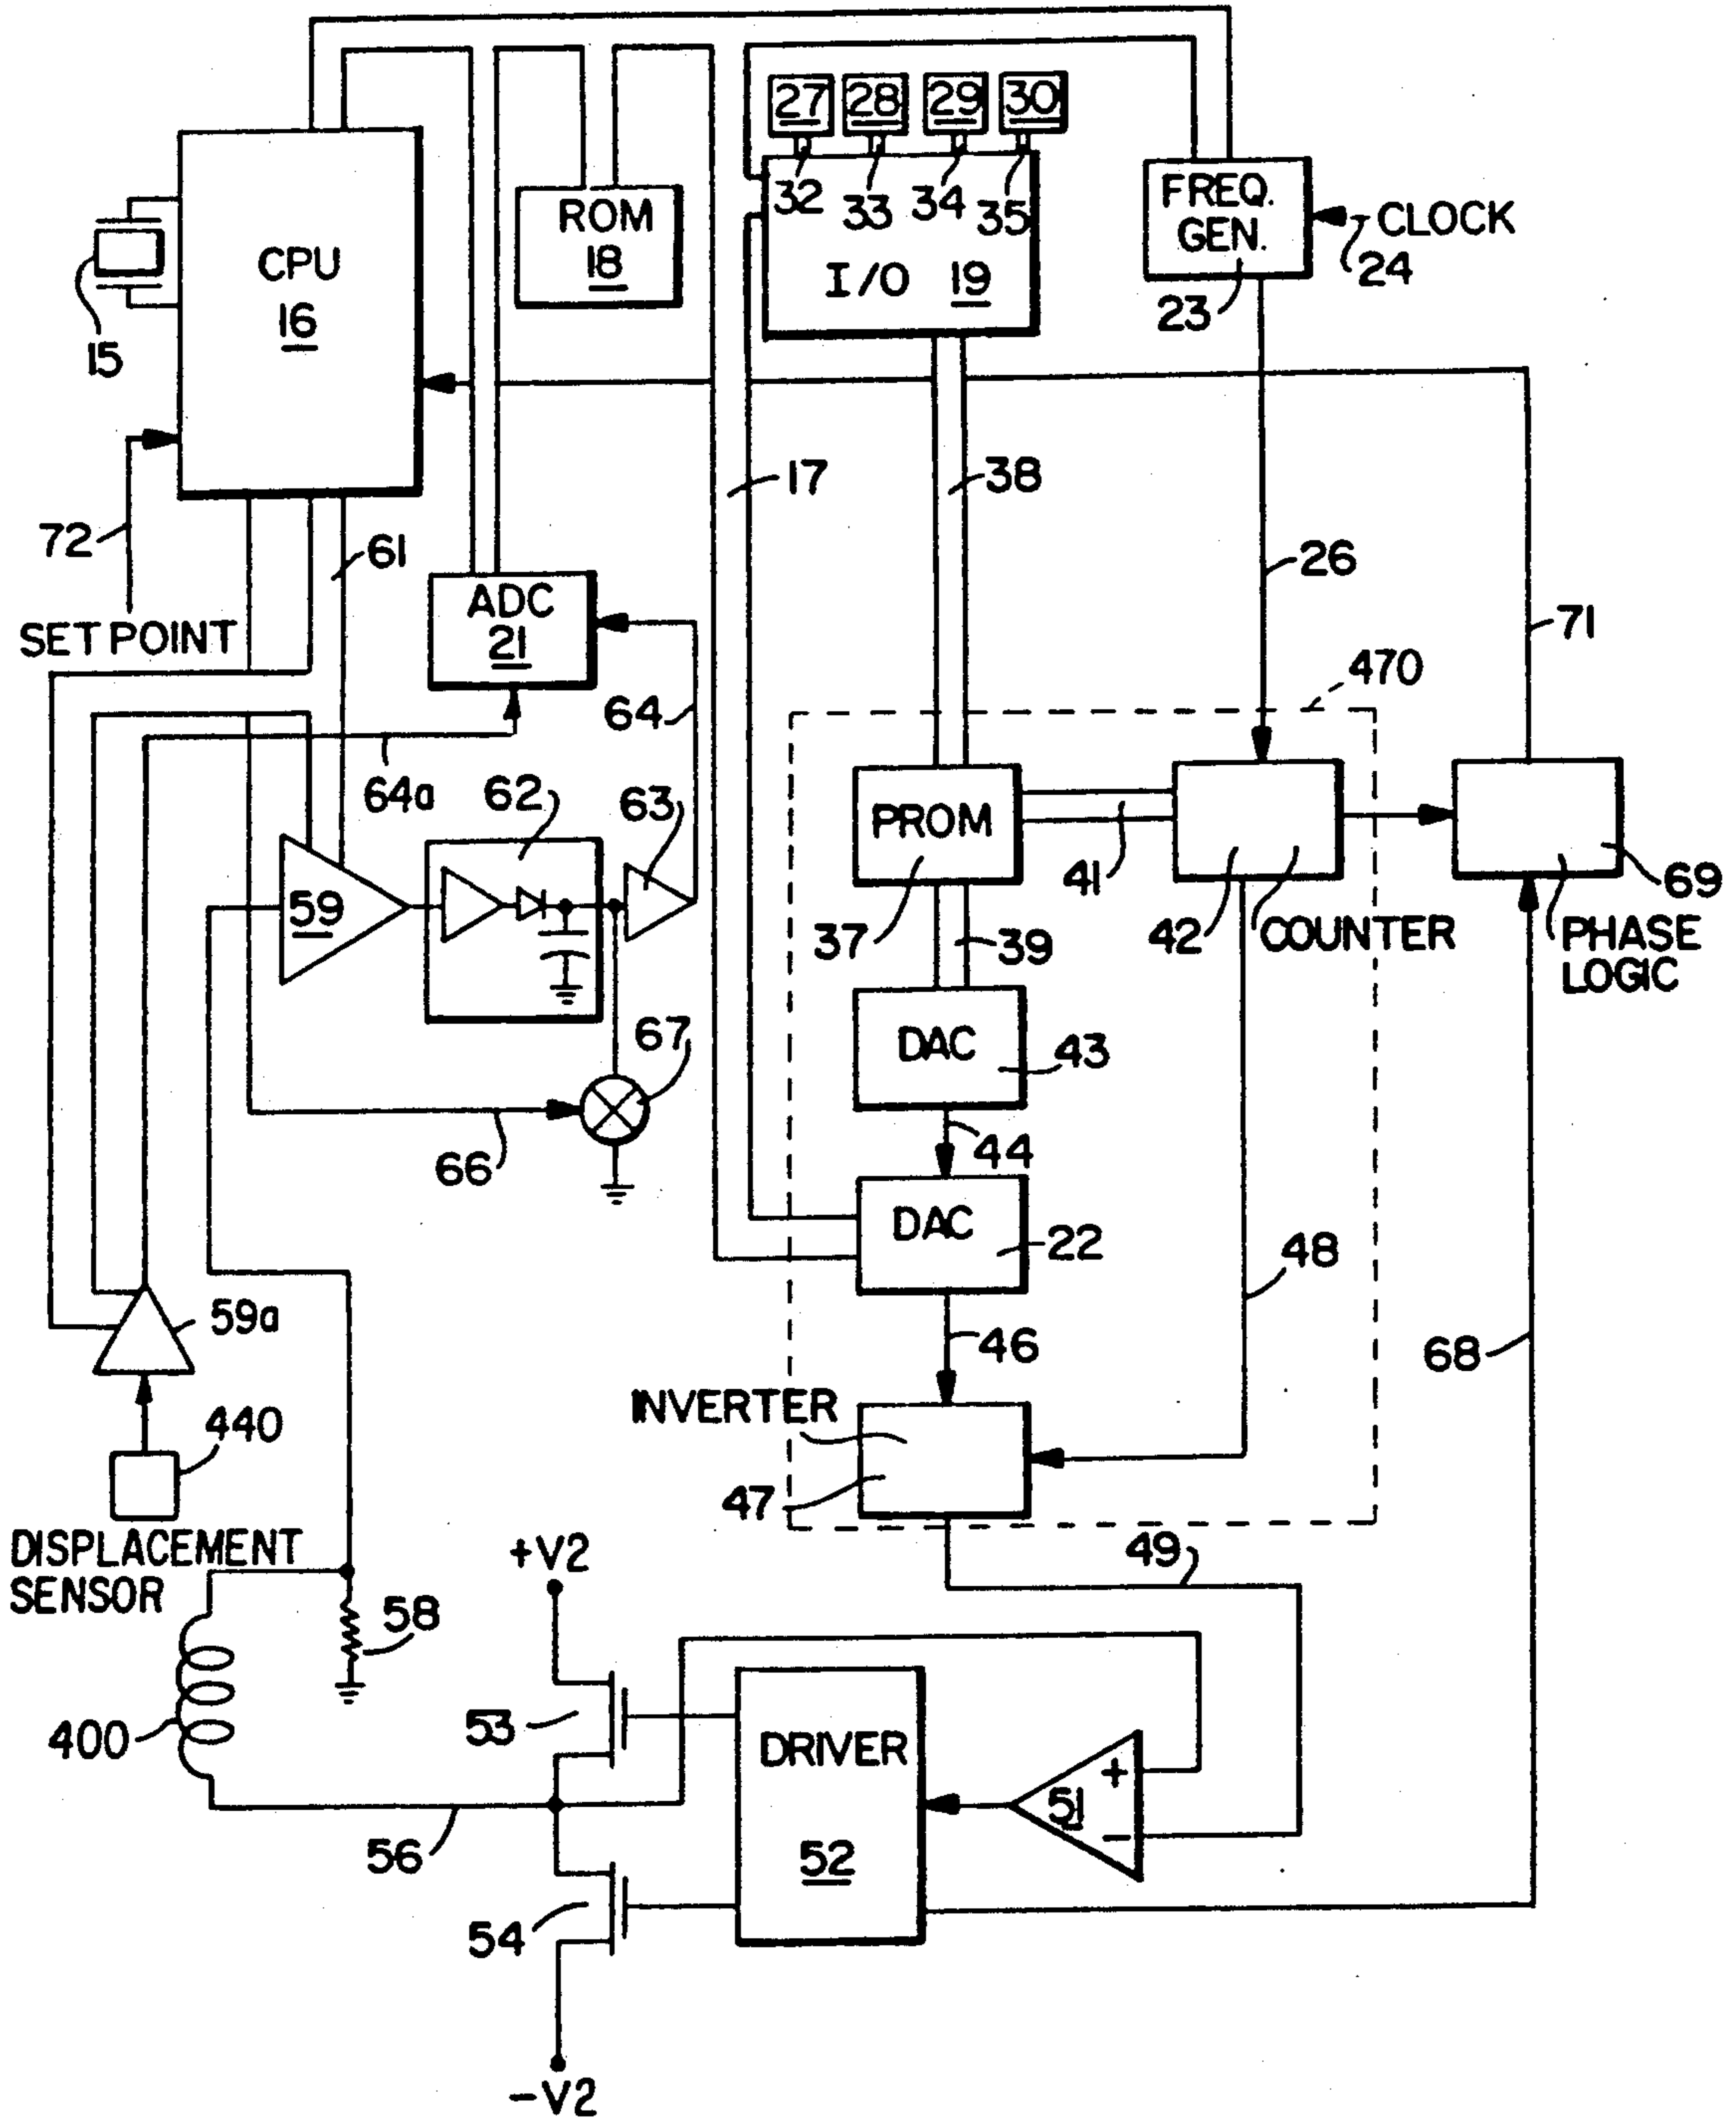 27 28 29 30
32 33 34 35
CPU
16
15
ROM
18
I/O 19
FREQ.
GEN.
23
CLOCK
24
17
38
26
71
72
SET POINT
61
ADC
21
64
64a
470
62
63
59
PROM
37
41
42
COUNTER
69
PHASE
LOGIC
39
DAC
43
67
66
44
DAC
22
48
68
59a
46
440
INVERTER
47
DISPLACEMENT
SENSOR
+V2
49
58
400
53
DRIVER
52
+
51
−
56
54
−V2